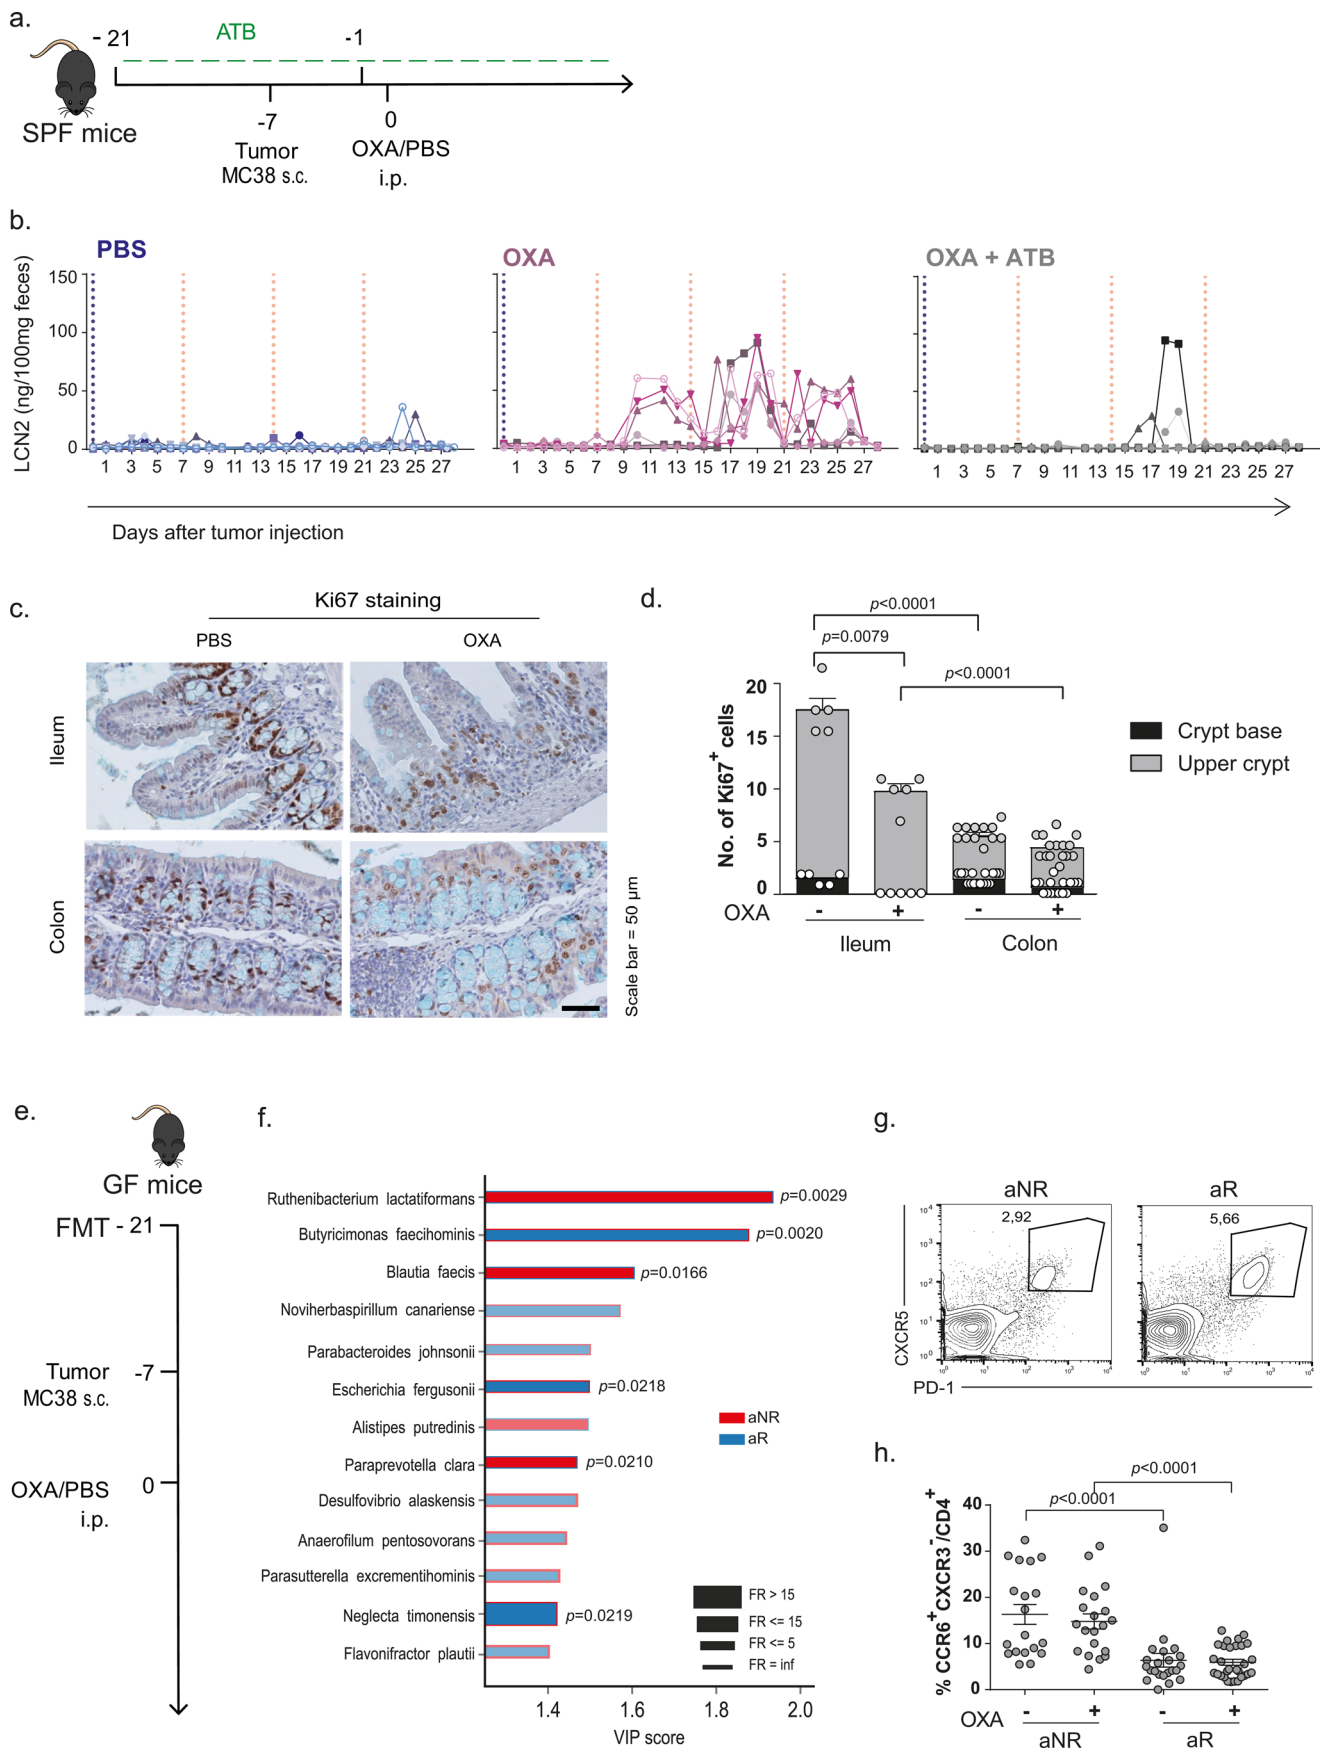 a.
- 21
ATB
-1
SPF mice
-7
0
Tumor
MC38 s.c.
OXA/PBS
i.p.
b.
PBS
OXA
OXA + ATB
LCN2 (ng/100mg feces)
150
100
50
0
1 3 5 7 9 11 13 15 17 19 21 23 25 27
1 3 5 7 9 11 13 15 17 19 21 23 25 27
1 3 5 7 9 11 13 15 17 19 21 23 25 27
Days after tumor injection
c.
Ki67 staining
PBS
OXA
Ileum
Colon
Scale bar = 50 µm
d.
p<0.0001
p=0.0079
p<0.0001
No. of Ki67+ cells
20
15
10
5
0
OXA - + - +
Ileum
Colon
Crypt base
Upper crypt
e.
GF mice
FMT - 21
Tumor
MC38 s.c.
-7
OXA/PBS
i.p.
0
f.
Ruthenibacterium lactatiformans
p=0.0029
Butyricimonas faecihominis
p=0.0020
Blautia faecis
p=0.0166
Noviherbaspirillum canariense
Parabacteroides johnsonii
Escherichia fergusonii
p=0.0218
Alistipes putredinis
Paraprevotella clara
p=0.0210
Desulfovibrio alaskensis
Anaerofilum pentosovorans
Parasutterella excrementihominis
Neglecta timonensis
p=0.0219
Flavonifractor plautii
aNR
aR
FR > 15
FR <= 15
FR <= 5
FR = inf
1.4 1.6 1.8 2.0
VIP score
g.
aNR
aR
2,92
5,66
10⁴
10³
10²
10¹
10⁰
CXCR5
PD-1
h.
p<0.0001
p<0.0001
% CCR6+CXCR3-/CD4+
40
30
20
10
0
OXA - + - +
aNR
aR